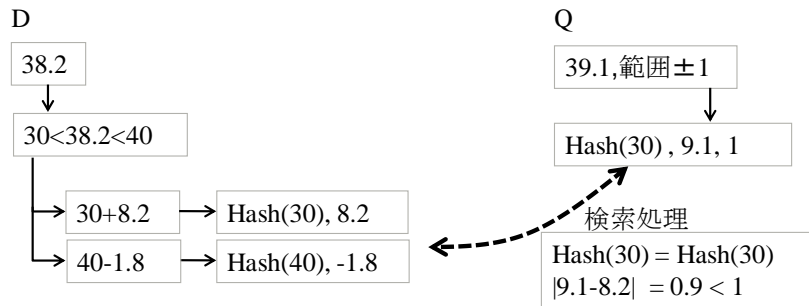 D
38.2
30<38.2<40
30+8.2
Hash(30), 8.2
40-1.8
Hash(40), -1.8
Q
39.1,範囲±1
Hash(30) , 9.1, 1
検索処理
Hash(30) = Hash(30)
|9.1-8.2| = 0.9 < 1